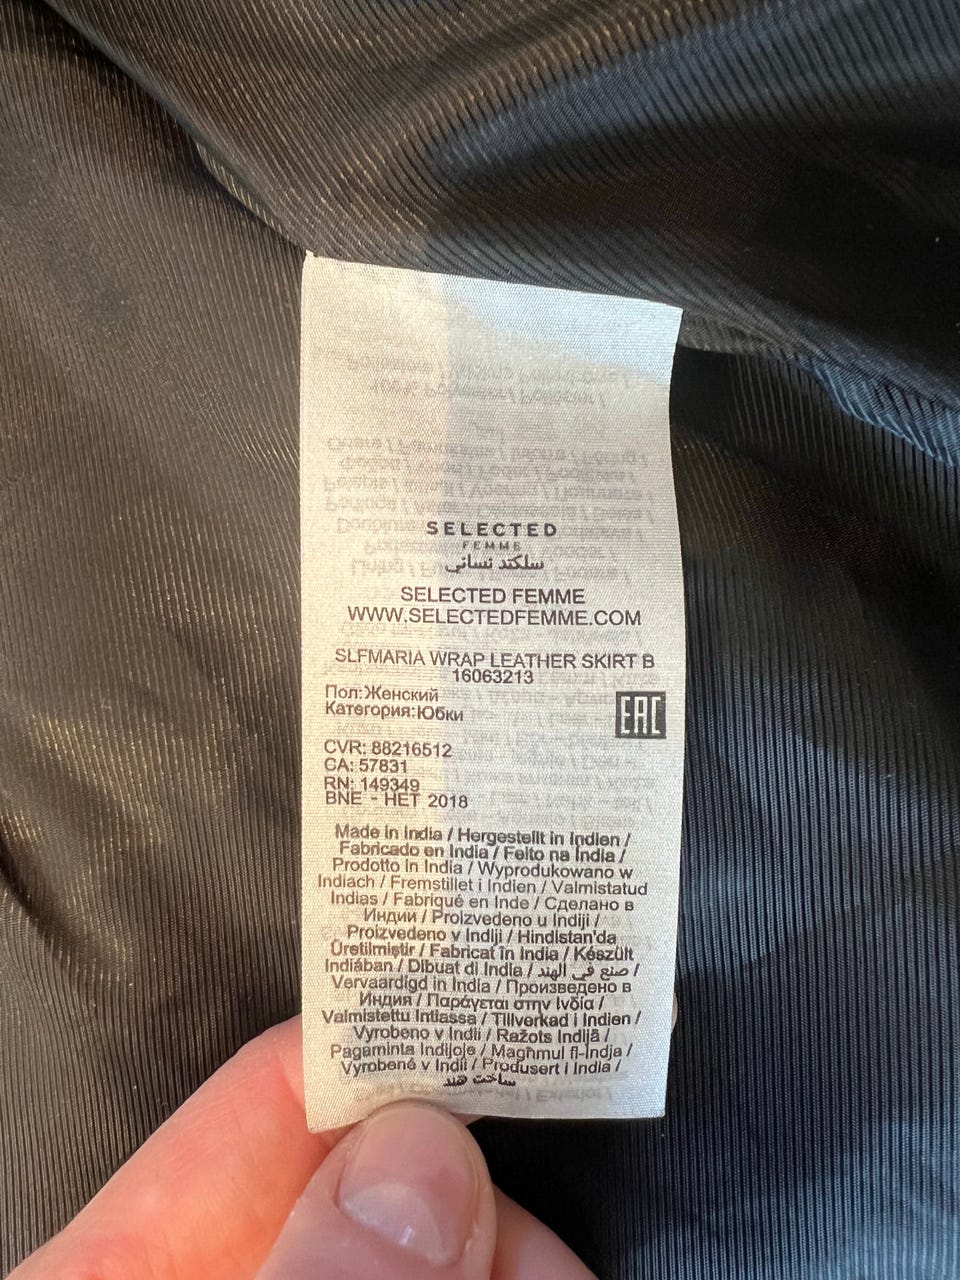 SELECTED
FEMME
سلكتد نسائي
SELECTED FEMME
WWW.SELECTEDFEMME.COM
SLFMARIA WRAP LEATHER SKIRT B
16063213
Пол:Женский
Категория:Юбки
EAC
CVR: 88216512
CA: 57831
RN: 149349
BNE - HET 2018
Made in India / Hergestellt in Indien /
Fabricado en India / Feito na Índia /
Prodotto in India / Wyprodukowano w
Indiach / Fremstillet i Indien / Valmistatud
Indias / Fabriqué en Inde / Сделано в
Индии / Proizvedeno u Indiji /
Proizvedeno v Indiji / Hindistan'da
Üretilmiştir / Fabricat în India / Készült
Indiában / Dibuat di India / صنع في الهند /
Vervaardigd in India / Произведено в
Индия / Παράγεται στην Ινδία /
Valmistettu Intiassa / Tillverkad i Indien /
Vyrobeno v Indii / Ražots Indijā /
Pagaminta Indijoje / Magħmul fl-Indja /
Vyrobené v Indii / Produsert i India /
ساخت هند